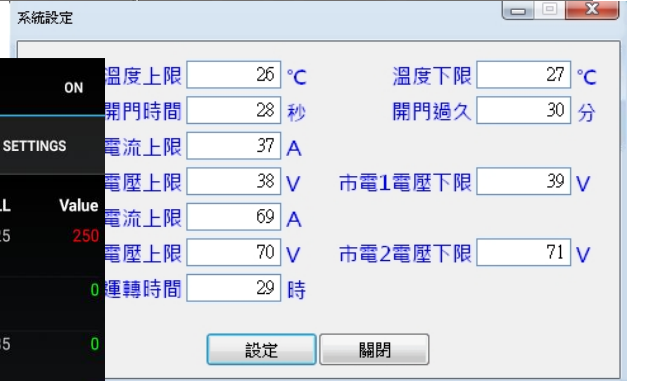 系統設定
溫度上限 26 °C 溫度下限 27 °C
ON
開門時間 28 秒 開門過久 30 分
SETTINGS
電流上限 37 A
電壓上限 38 V 市電1電壓下限 39 V
Value
電流上限 69 A
250
電壓上限 70 V 市電2電壓下限 71 V
0 運轉時間 29 時
0
設定 關閉